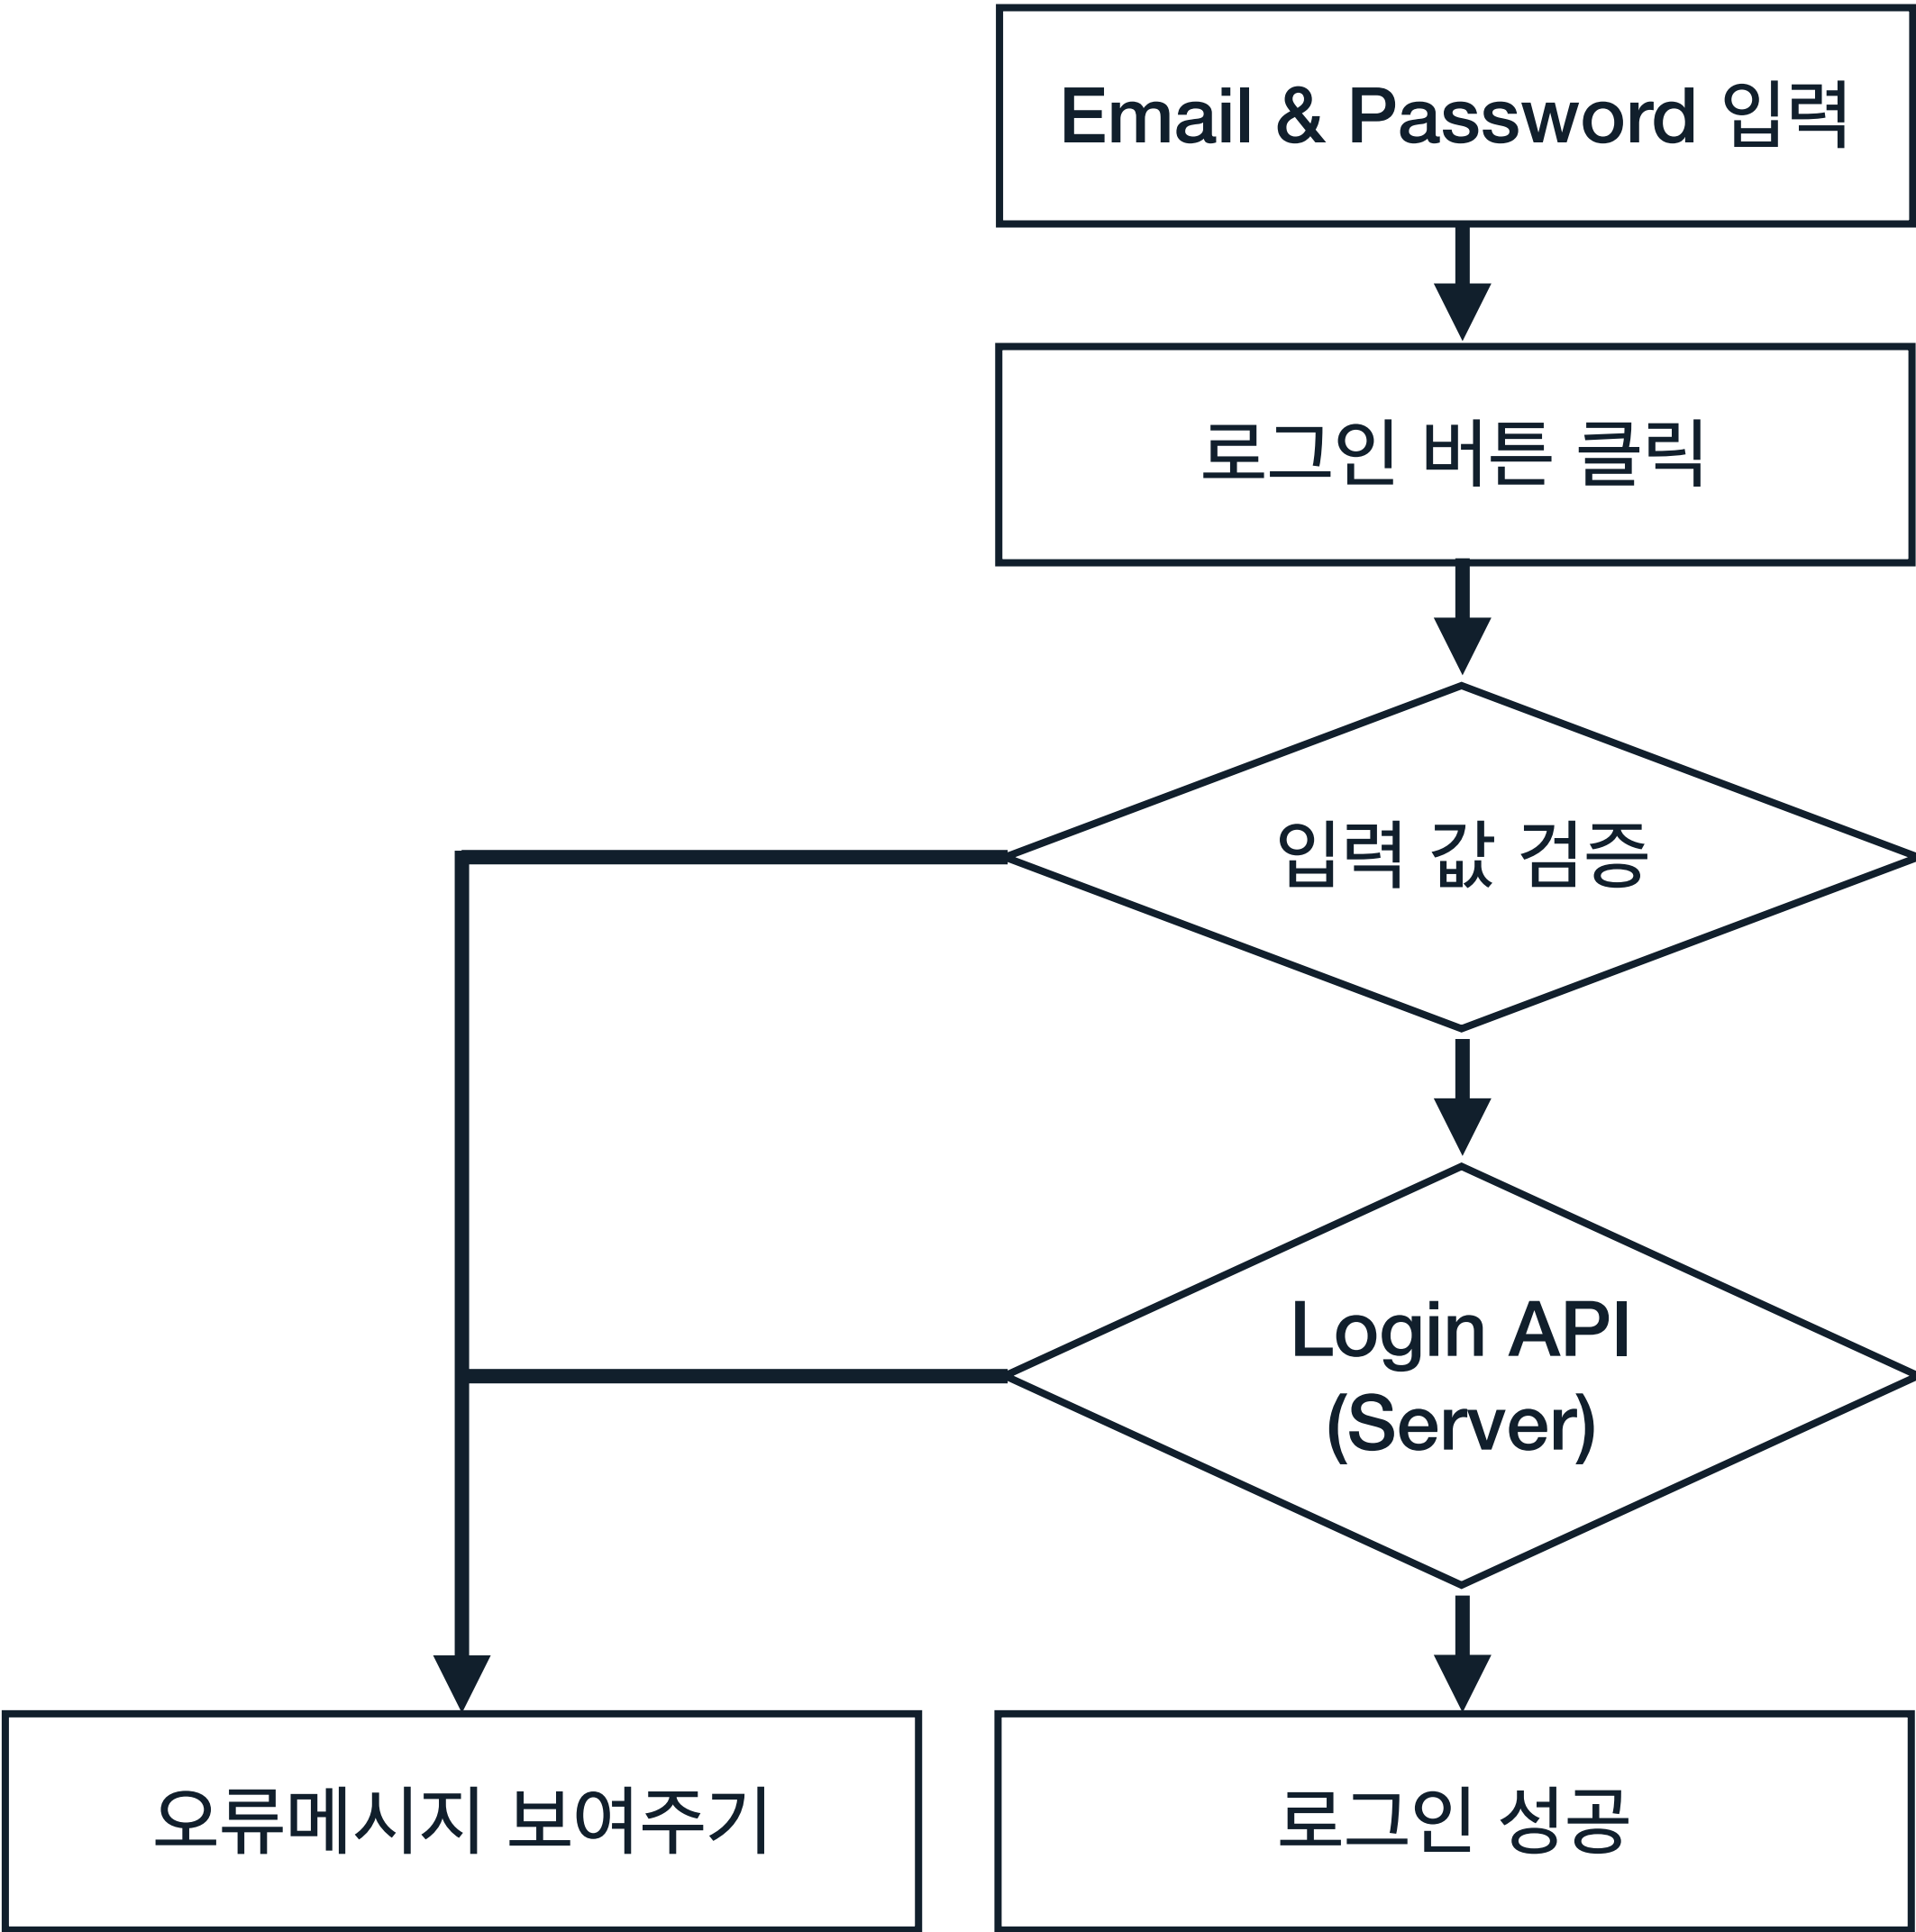 Email & Password 입력
로그인 버튼 클릭
입력 값 검증
Login API
(Server)
오류메시지 보여주기
로그인 성공